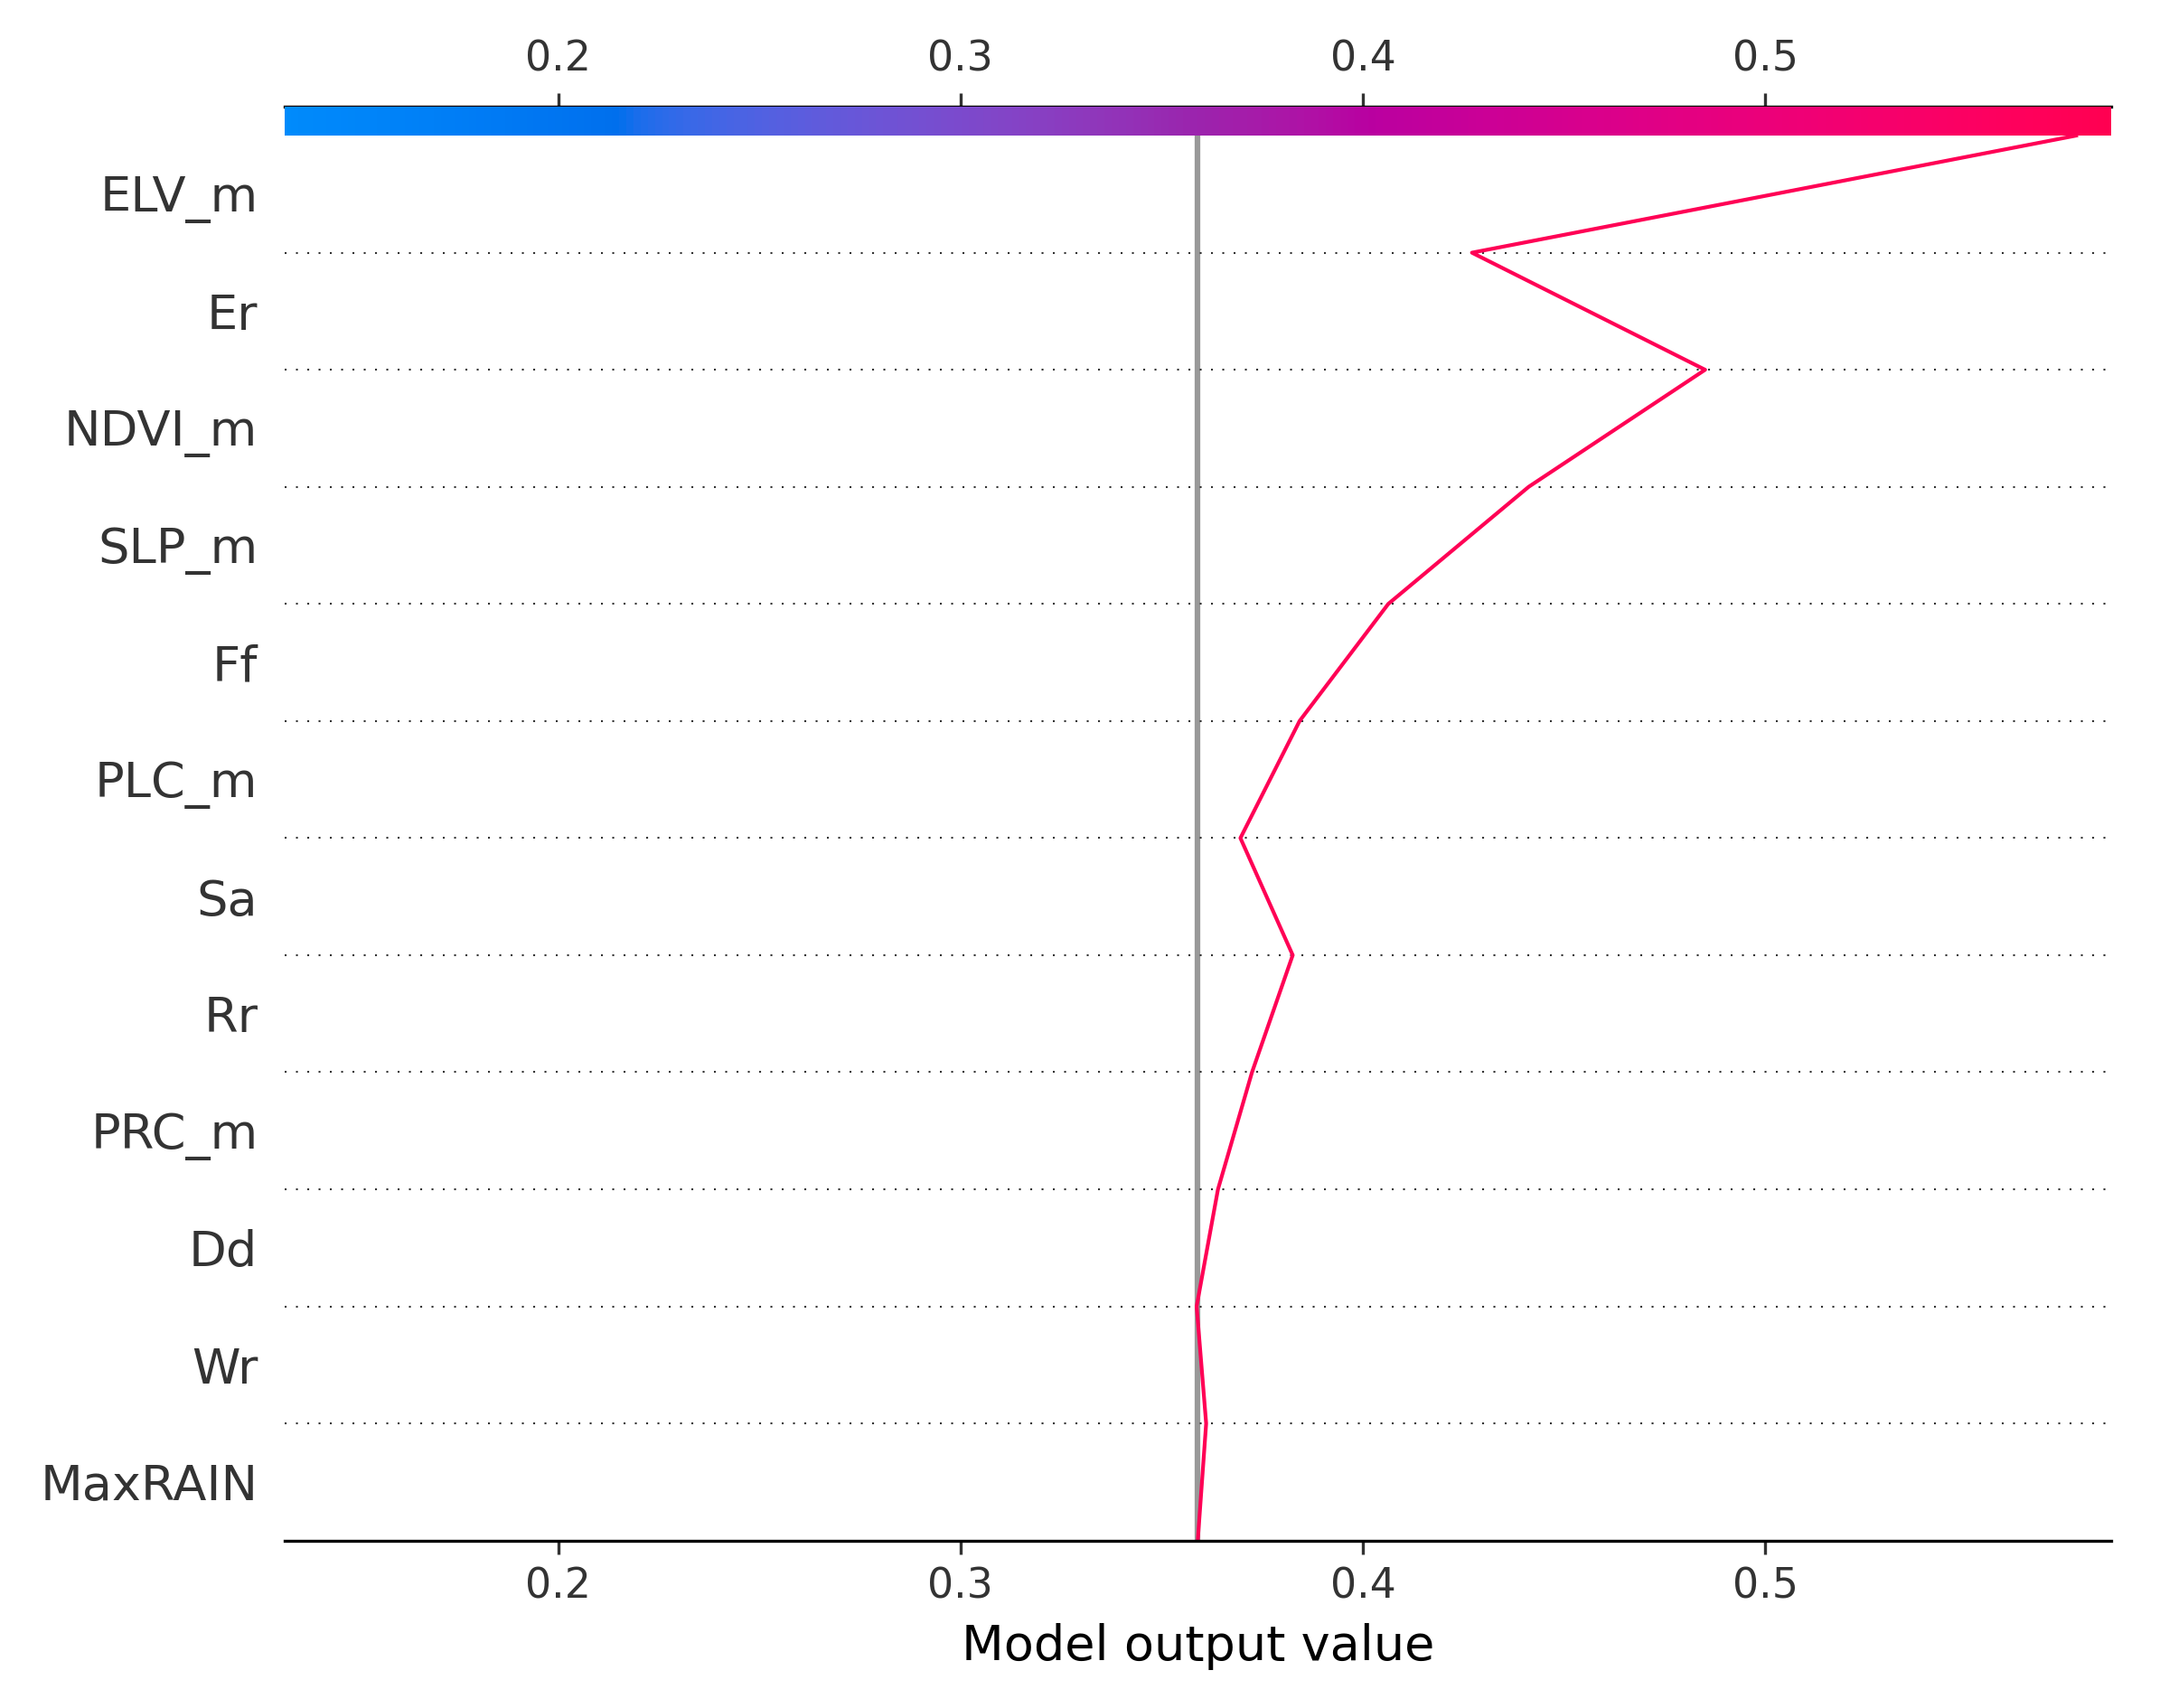 0.2 0.3 0.4 0.5
ELV_m
Er
NDVI_m
SLP_m
Ff
PLC_m
Sa
Rr
PRC_m
Dd
Wr
MaxRAIN
0.2 0.3 0.4 0.5
Model output value